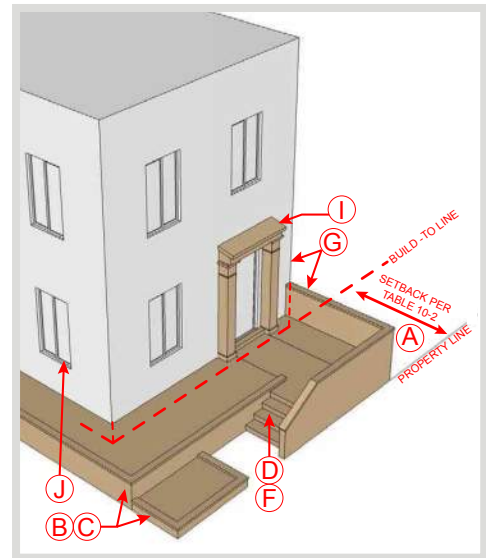 I
G
BUILD -TO LINE
SETBACK PER
TABLE 10-2
A
PROPERTY LINE
D
F
J
B C